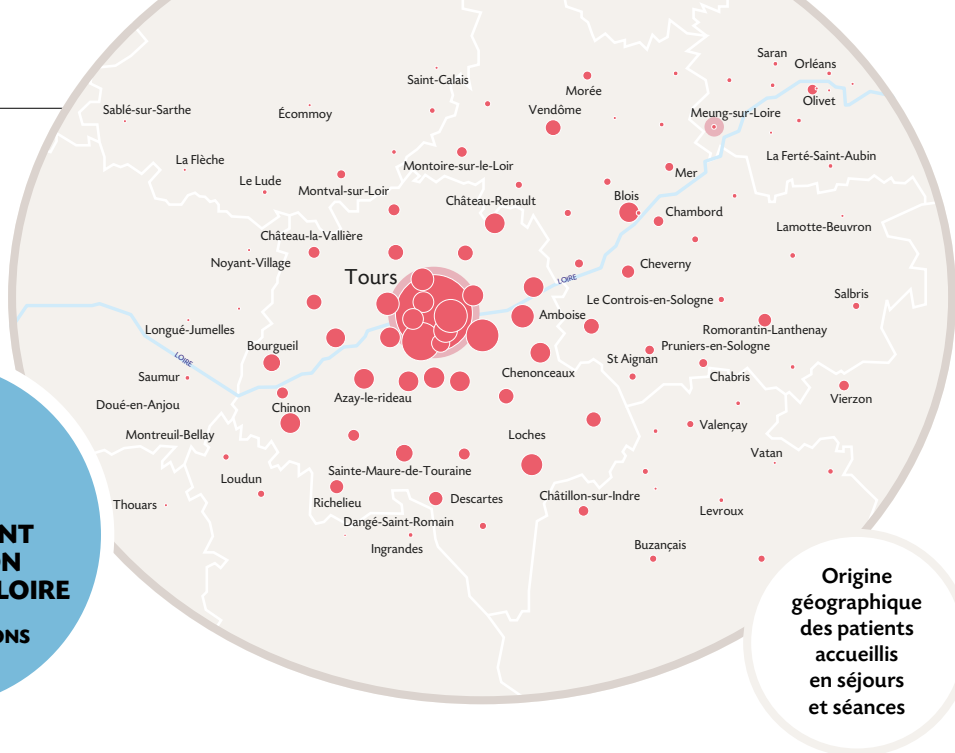 Saran
Orléans
Saint-Calais
Morée
Olivet
Sablé-sur-Sarthe
Écommoy
Vendôme
Meung-sur-Loire
La Flèche
Montoire-sur-le-Loir
La Ferté-Saint-Aubin
Le Lude
Montval-sur-Loir
Mer
Château-Renault
Blois
Chambord
Lamotte-Beuvron
Château-la-Vallière
Noyant-Village
Cheverny
Tours
LOIRE
Le Controis-en-Sologne
Salbris
Amboise
Longué-Jumelles
Romorantin-Lanthenay
Bourgueil
Pruniers-en-Sologne
LOIRE
St Aignan
Saumur
Chenonceaux
Chabris
Azay-le-rideau
Vierzon
Doué-en-Anjou
Chinon
Valençay
Montreuil-Bellay
Loches
Vatan
Sainte-Maure-de-Touraine
Loudun
Châtillon-sur-Indre
Richelieu
Descartes
Thouars
Levroux
Dangé-Saint-Romain
Ingrandes
Buzançais
NT
ON
LOIRE
ONS
Origine
géographique
des patients
accueillis
en séjours
et séances